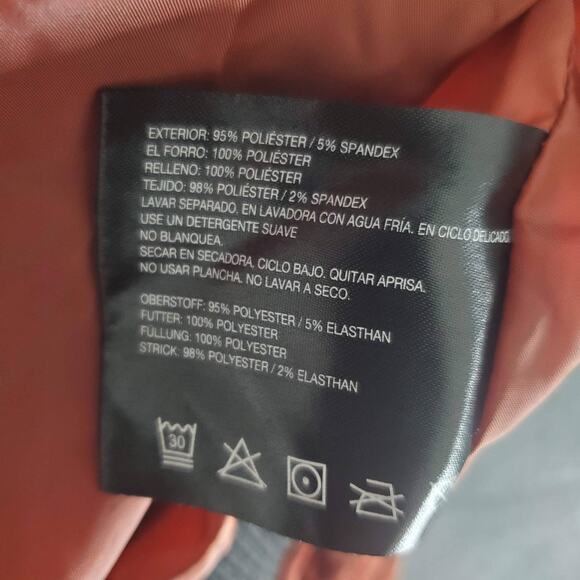 EXTERIOR: 95% POLIÉSTER / 5% SPANDEX
EL FORRO: 100% POLIÉSTER
RELLENO: 100% POLIÉSTER
TEJIDO: 98% POLIÉSTER / 2% SPANDEX
LAVAR SEPARADO. EN LAVADORA CON AGUA FRÍA. EN CICLO DELICADO.
USE UN DETERGENTE SUAVE
NO BLANQUEA.
SECAR EN SECADORA, CICLO BAJO. QUITAR APRISA.
NO USAR PLANCHA. NO LAVAR A SECO.
OBERSTOFF: 95% POLYESTER / 5% ELASTHAN
FUTTER: 100% POLYESTER
FÜLLUNG: 100% POLYESTER
STRICK: 98% POLYESTER / 2% ELASTHAN
30